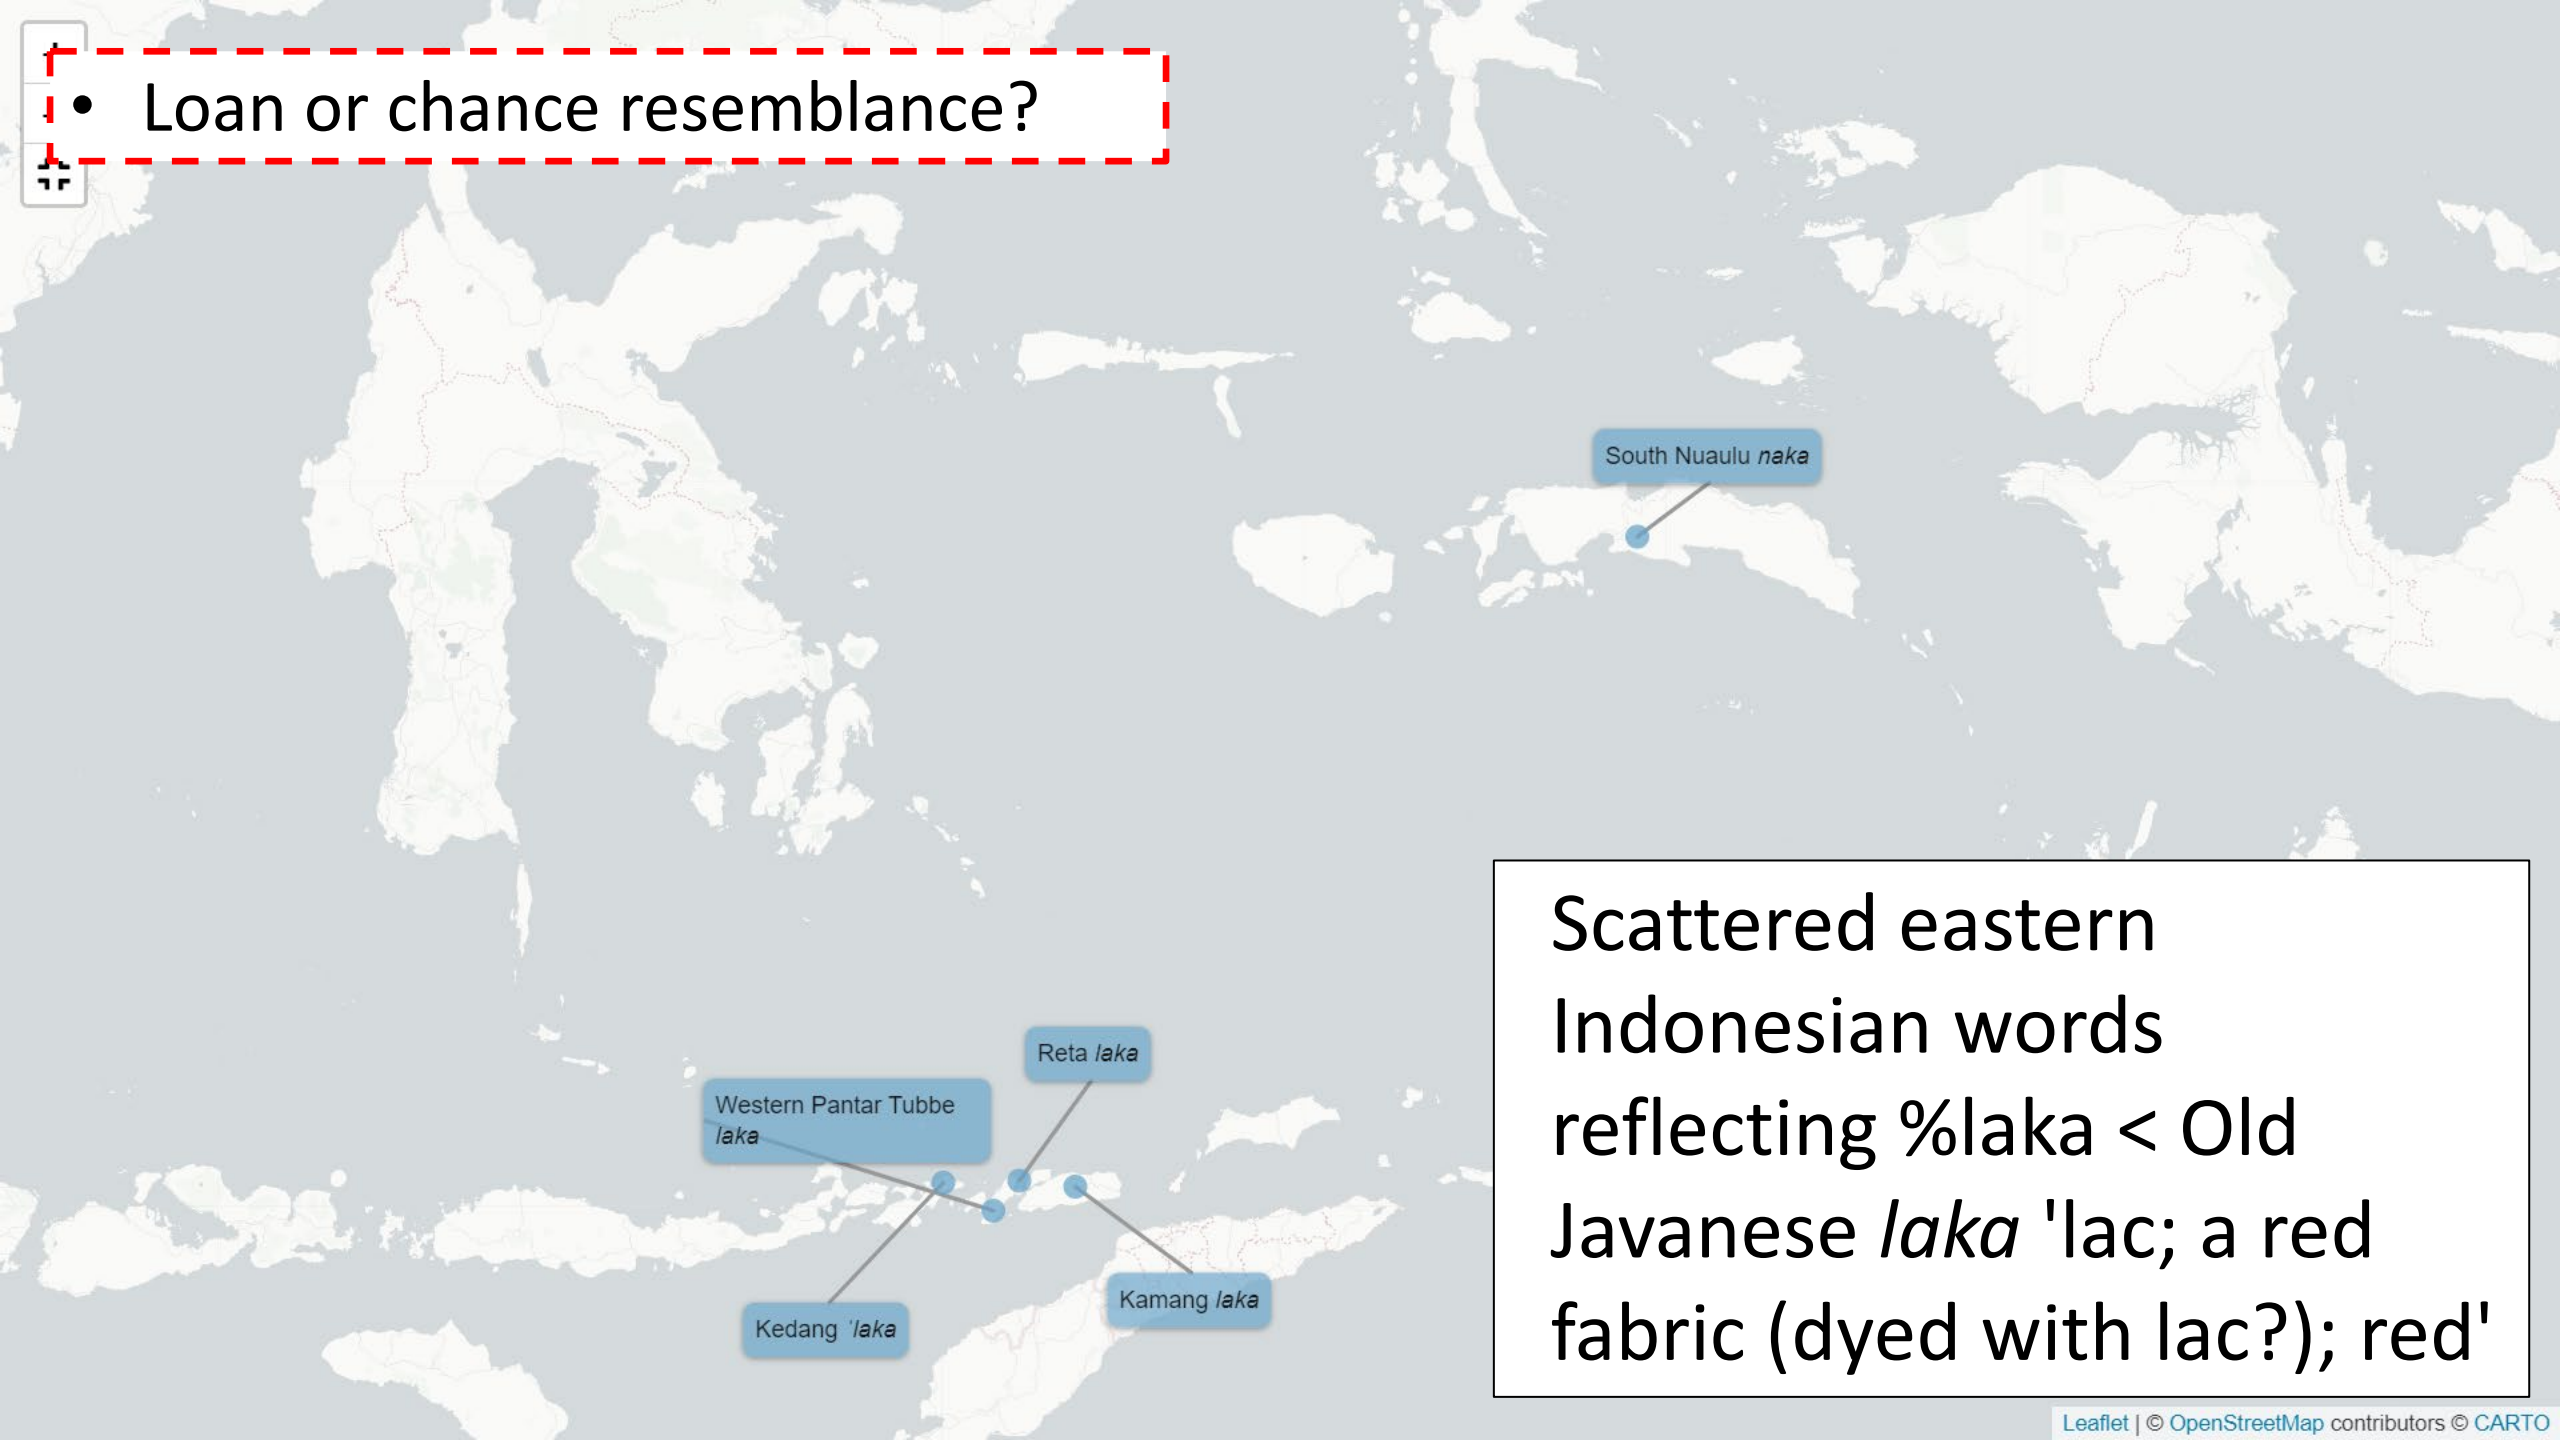 • Loan or chance resemblance?
South Nuaulu naka
Reta laka
Western Pantar Tubbe
laka
Kamang laka
Kedang ˈlaka
Scattered eastern
Indonesian words
reflecting %laka < Old
Javanese laka 'lac; a red
fabric (dyed with lac?); red'
Leaflet | © OpenStreetMap contributors © CARTO